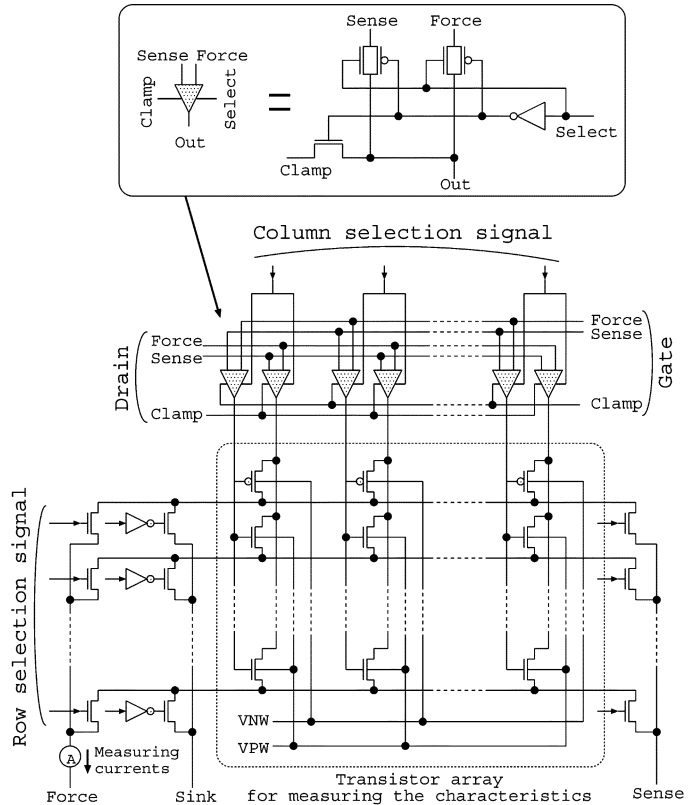 Sense Force
Sense Force
Clamp
Select
=
Out
Select
Clamp
Out
Column selection signal
Force
Sense
Drain
Force
Sense
Gate
Clamp
Clamp
Row selection signal
VNW
VPW
A
Measuring
currents
Force
Sink
Transistor array
for measuring the characteristics
Sense